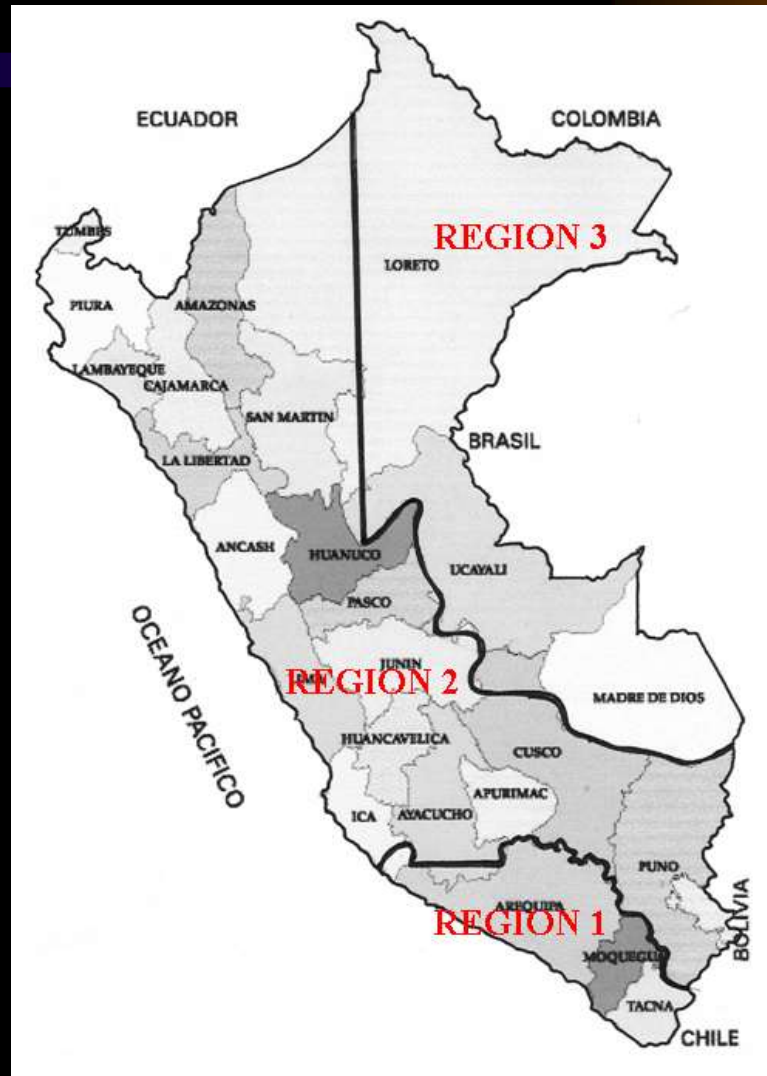 ECUADOR
COLOMBIA
TUMBES
REGION 3
LORETO
PIURA
AMAZONAS
LAMBAYEQUE
CAJAMARCA
SAN MARTIN
BRASIL
LA LIBERTAD
ANCASH
HUANUCO
UCAYALI
PASCO
OCEANO PACIFICO
JUNIN
REGION 2
MADRE DE DIOS
HUANCAVELICA
CUSCO
APURIMAC
ICA
AYACUCHO
PUNO
AREQUIPA
REGION 1
BOLIVIA
MOQUEGUA
TACNA
CHILE